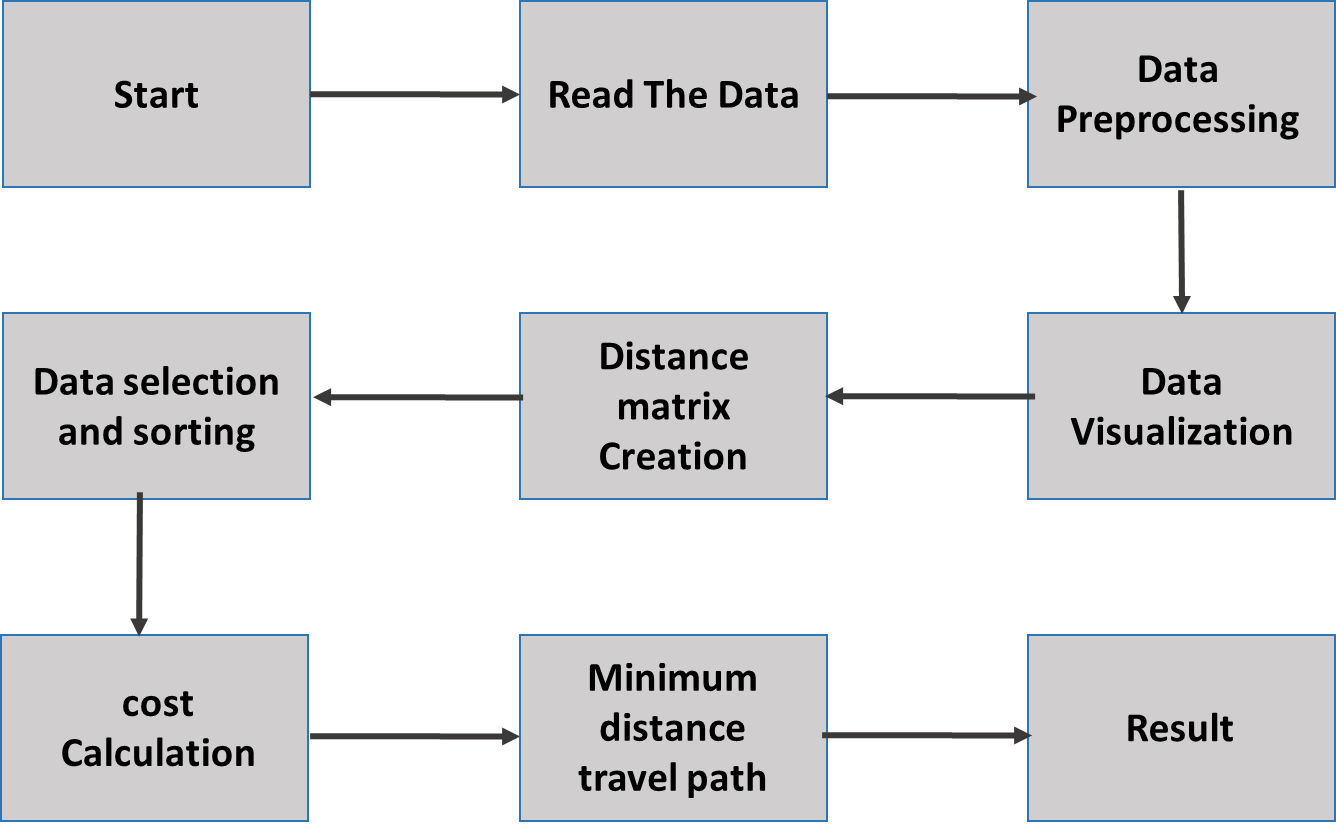 Start
Read The Data
Data
Preprocessing
Data selection
and sorting
Distance
matrix
Creation
Data
Visualization
cost
Calculation
Minimum
distance
travel path
Result